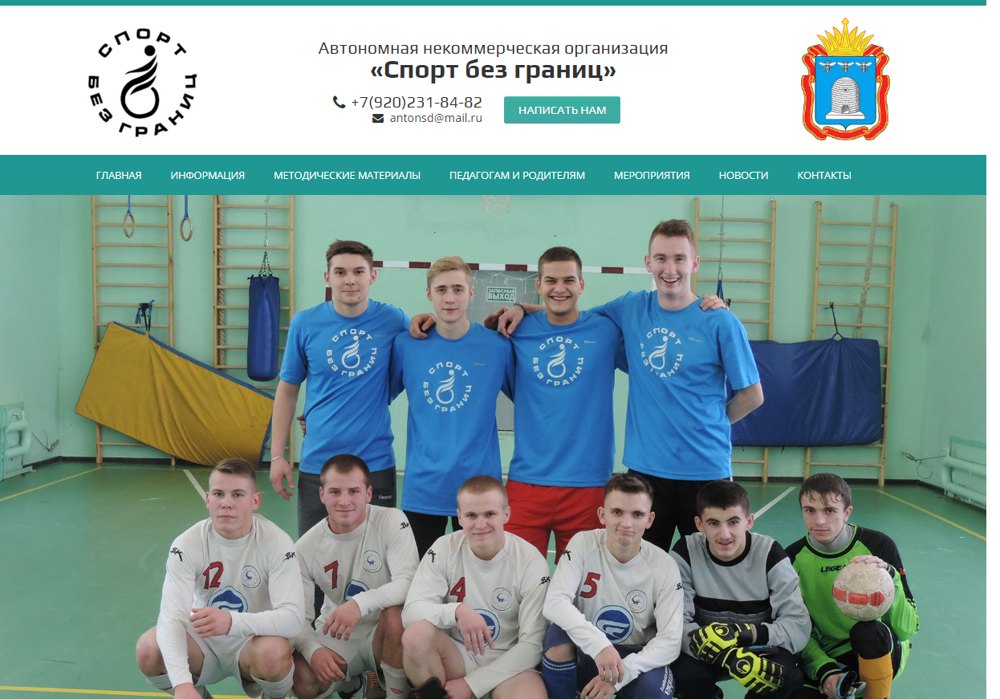 СПОРТ БЕЗ ГРАНИЦ
Автономная некоммерческая организация
«Спорт без границ»
+7(920)231-84-82
antonsd@mail.ru
НАПИСАТЬ НАМ
ГЛАВНАЯ ИНФОРМАЦИЯ МЕТОДИЧЕСКИЕ МАТЕРИАЛЫ ПЕДАГОГАМ И РОДИТЕЛЯМ МЕРОПРИЯТИЯ НОВОСТИ КОНТАКТЫ
ЗАПАСНЫЙ
ВЫХОД
СПОРТ БЕЗ ГРАНИЦ
СПОРТ БЕЗ ГРАНИЦ
СПОРТ БЕЗ ГРАНИЦ
СПОРТ БЕЗ ГРАНИЦ
Reebok
12
7
4
5
LEGEA